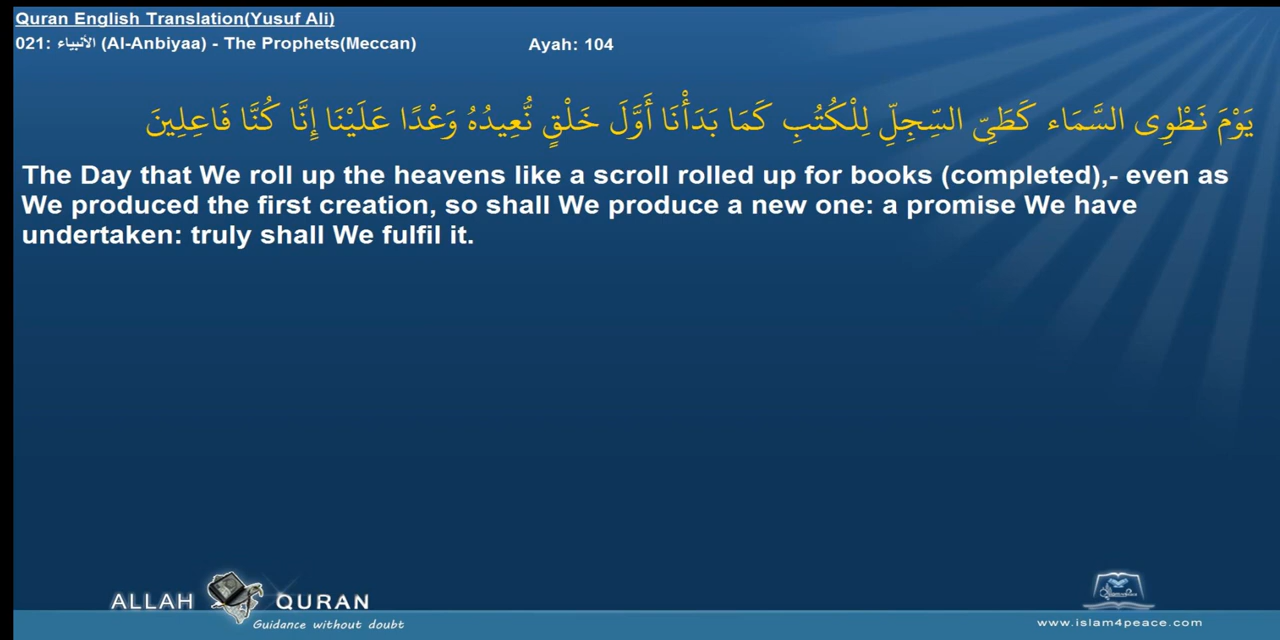 Quran English Translation(Yusuf Ali)
021: الأنبياء (Al-Anbiyaa) - The Prophets(Meccan) Ayah: 104
يَوْمَ نَطْوِى السَّمَاء كَطَىِّ السِّجِلِّ لِلْكُتُبِ كَمَا بَدَأْنَا أَوَّلَ خَلْقٍ نُّعِيدُهُ وَعْدًا عَلَيْنَا إِنَّا كُنَّا فَاعِلِينَ
The Day that We roll up the heavens like a scroll rolled up for books (completed),- even as
We produced the first creation, so shall We produce a new one: a promise We have
undertaken: truly shall We fulfil it.
ALLAH QURAN
Guidance without doubt
www.islam4peace.com